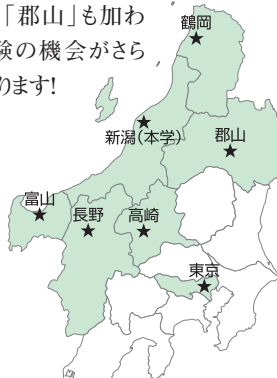 「郡山」も加わ
験の機会がさら
ります!
鶴岡
新潟(本学)
郡山
富山
長野
高崎
東京